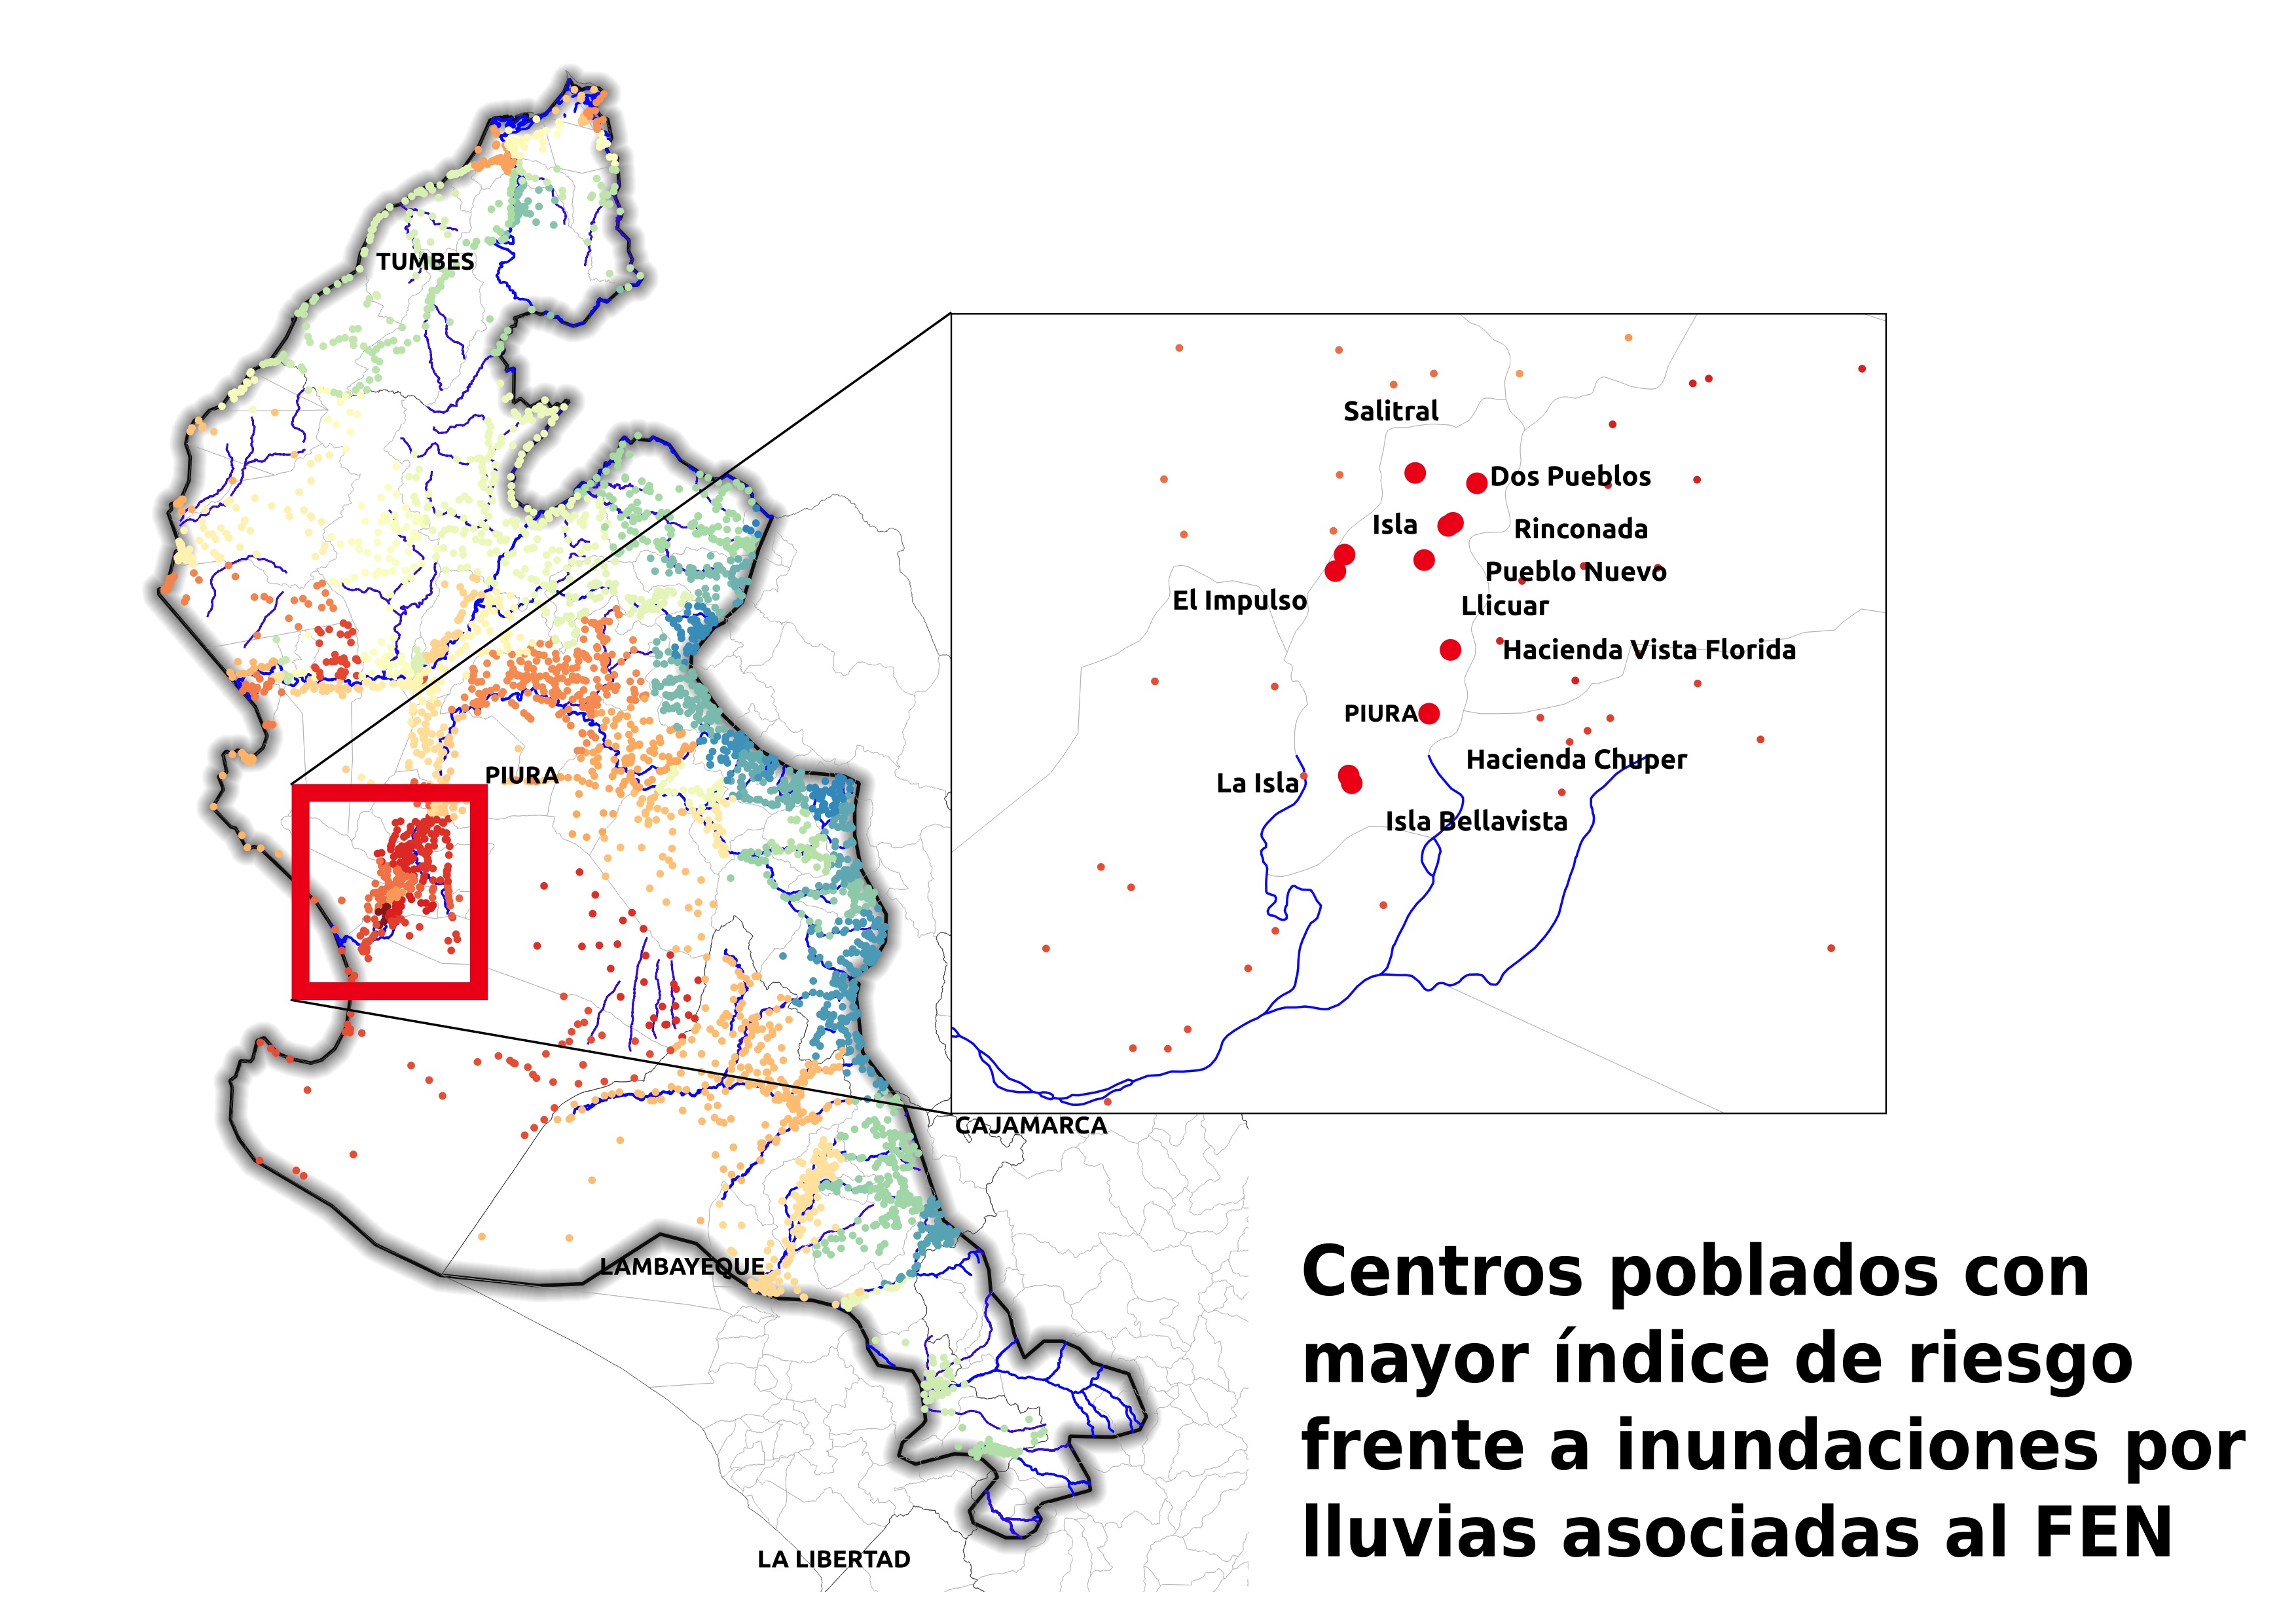 TUMBES
Salitral
Dos Pueblos
Isla
Rinconada
Pueblo Nuevo
El Impulso
Llicuar
Hacienda Vista Florida
PIURA
Hacienda Chuper
La Isla
Isla Bellavista
PIURA
CAJAMARCA
LAMBAYEQUE
LA LIBERTAD
Centros poblados con
mayor índice de riesgo
frente a inundaciones por
lluvias asociadas al FEN